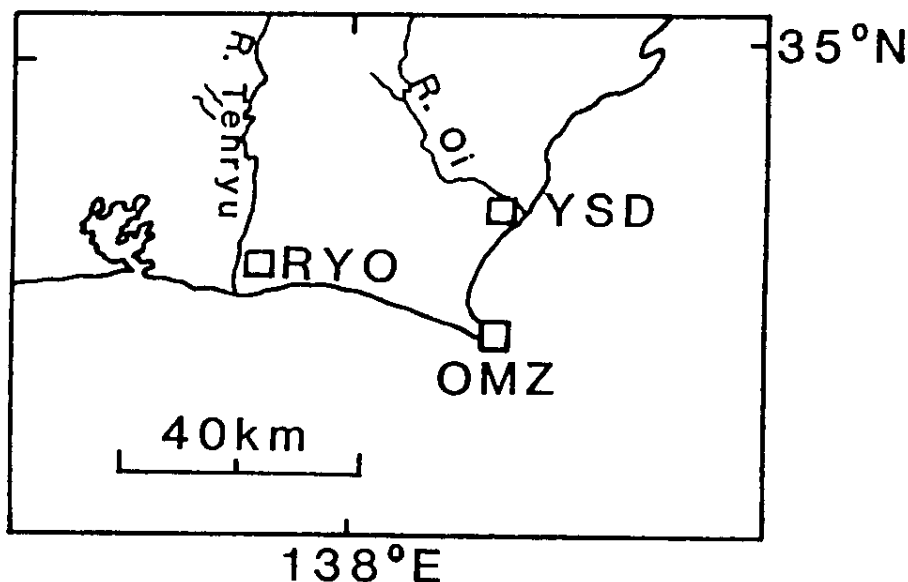 35°N
R. Tenryu
R. Oi
YSD
RYO
OMZ
40km
138°E